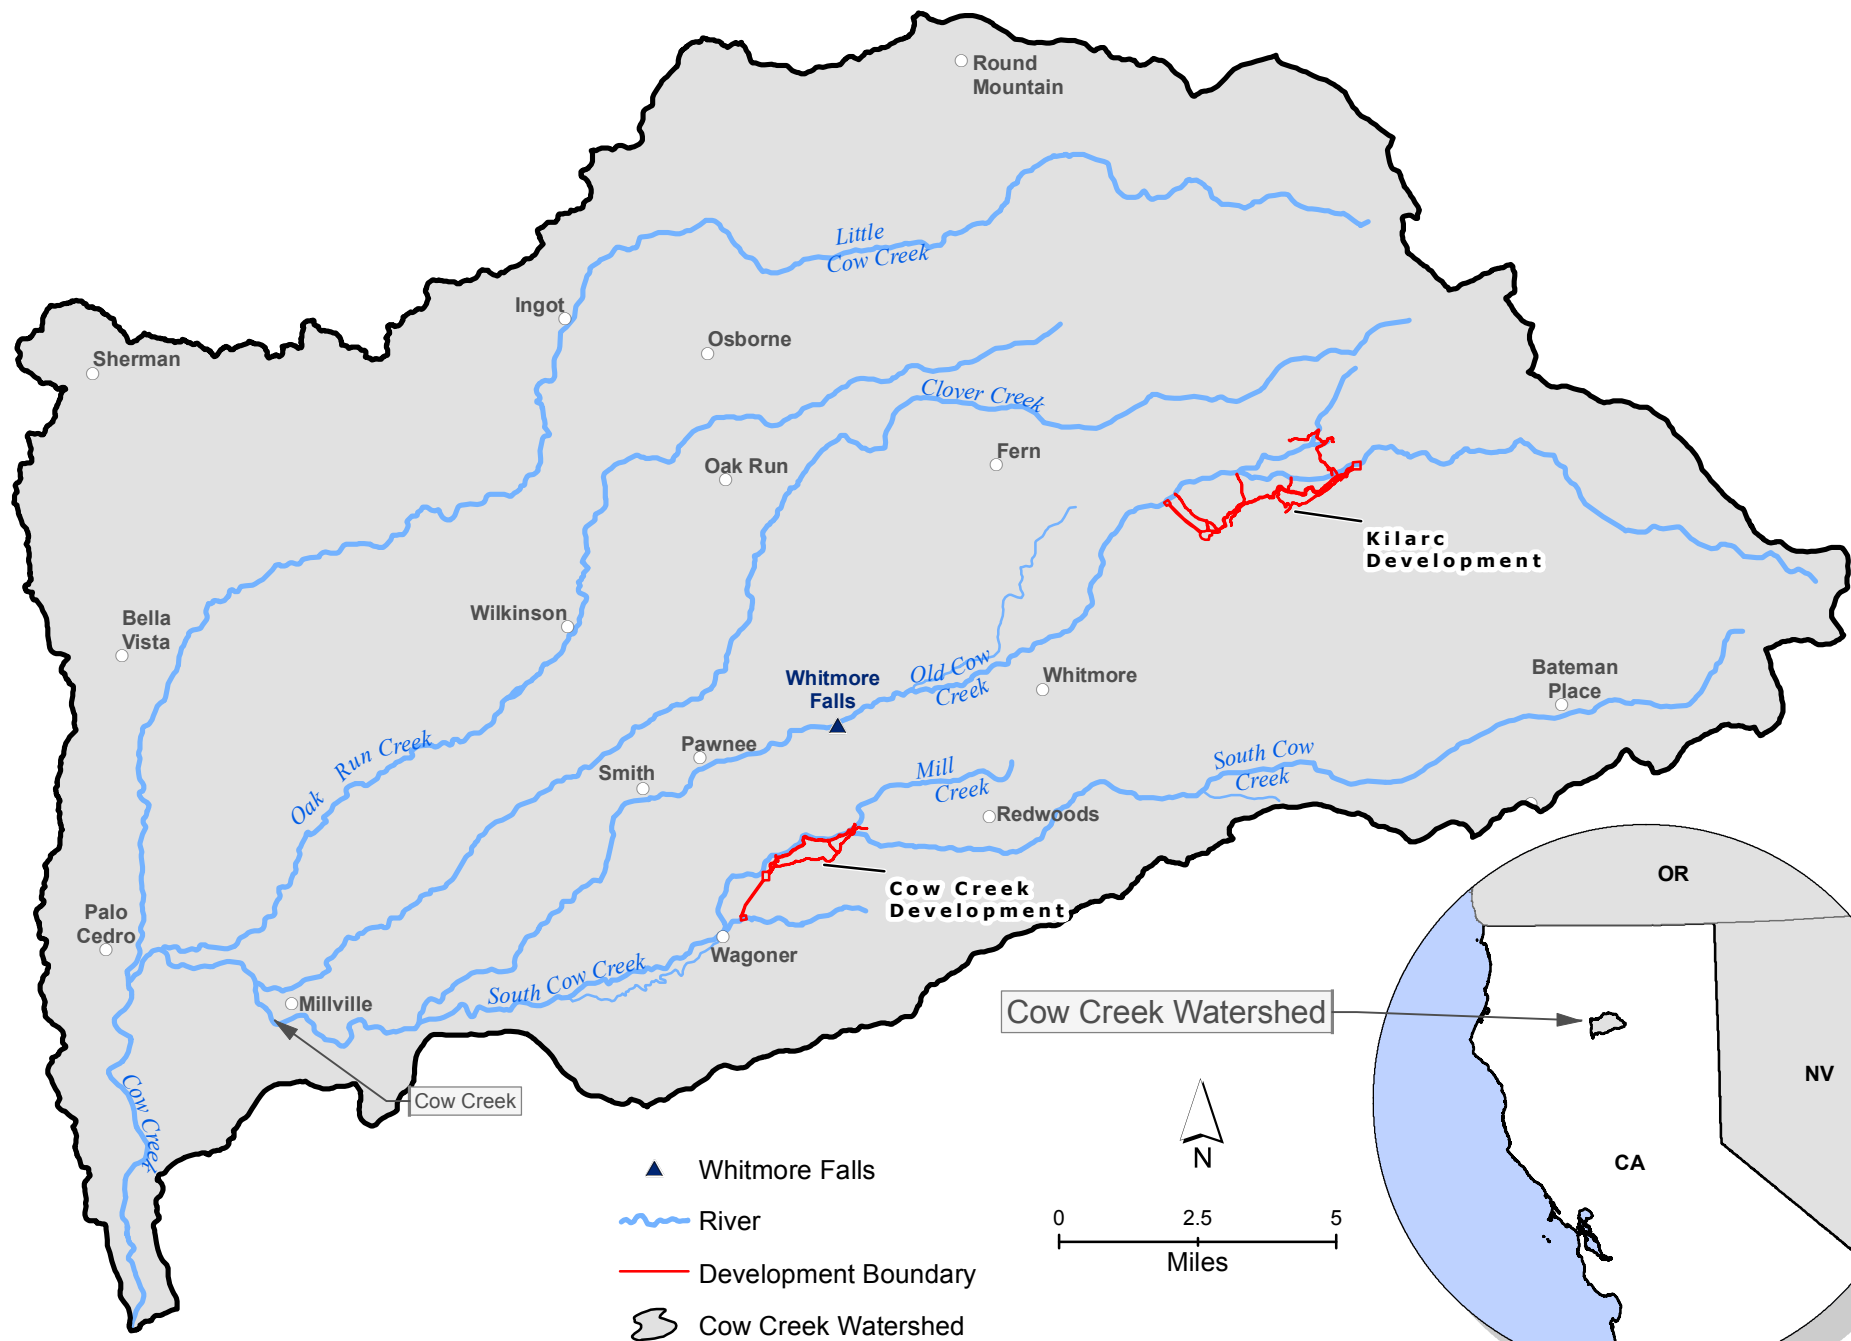 Round
Mountain
Little
Cow Creek
Ingot
Osborne
Sherman
Clover Creek
Fern
Oak Run
Kilarc
Development
Bella
Vista
Wilkinson
Whitmore
Falls
Old Cow
Creek
Whitmore
Bateman
Place
Oak Run Creek
Pawnee
Smith
Mill
Creek
South Cow
Creek
Redwoods
Cow Creek
Development
Palo
Cedro
Wagoner
South Cow Creek
Millville
Cow Creek
Cow Creek
OR
Cow Creek Watershed
NV
CA
N
0 2.5 5
Miles
Whitmore Falls
River
Development Boundary
Cow Creek Watershed